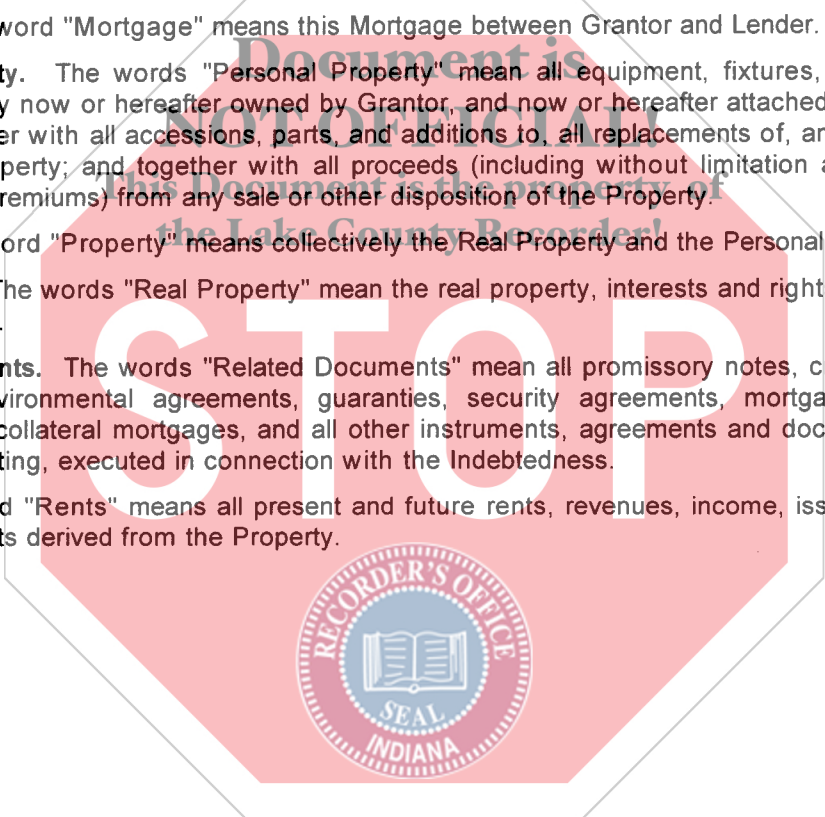 word "Mortgage" means this Mortgage between Grantor and Lender.
Document is
ty. The words "Personal Property" mean all equipment, fixtures,
y now or hereafter owned by Grantor, and now or hereafter attached
NOT OFFICIAL!
er with all accessions, parts, and additions to, all replacements of, an
perty; and together with all proceeds (including without limitation a
This Document is the property of
remiums) from any sale or other disposition of the Property.
the Lake County Recorder!
ord "Property" means collectively the Real Property and the Personal
The words "Real Property" mean the real property, interests and right
.
STOP
nts. The words "Related Documents" mean all promissory notes, c
vironmental agreements, guaranties, security agreements, mortga
collateral mortgages, and all other instruments, agreements and doc
ting, executed in connection with the Indebtedness.
d "Rents" means all present and future rents, revenues, income, iss
ts derived from the Property.
RECORDER'S OFFICE
SEAL
INDIANA